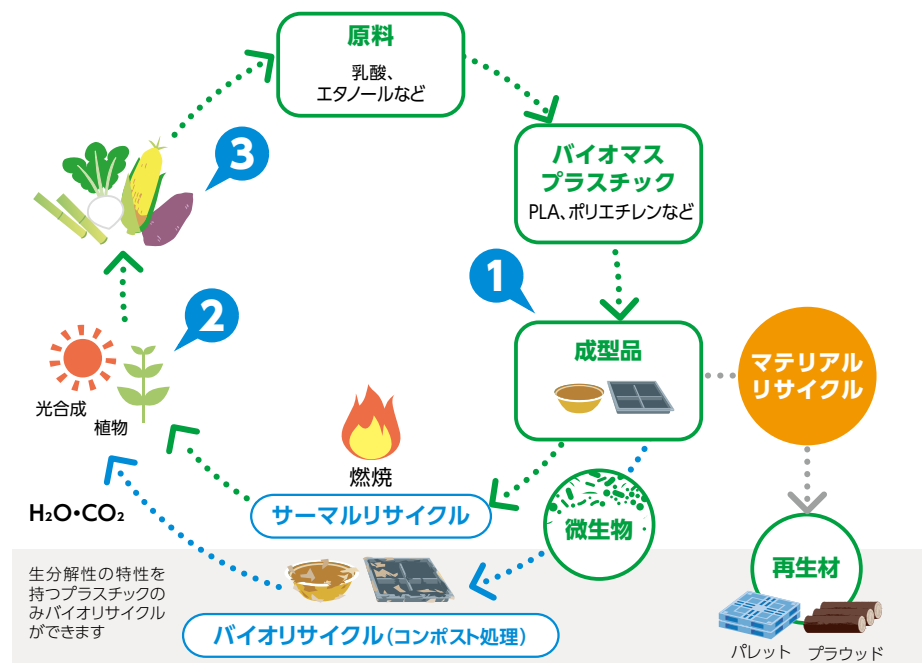 原料
乳酸、
エタノールなど
3
バイオマス
プラスチック
PLA、ポリエチレンなど
1
2
成型品
マテリアル
リサイクル
光合成
植物
燃焼
サーマルリサイクル
微生物
H₂O•CO₂
再生材
生分解性の特性を
持つプラスチックの
みバイオリサイクル
ができます
バイオリサイクル(コンポスト処理)
パレット
プラウッド